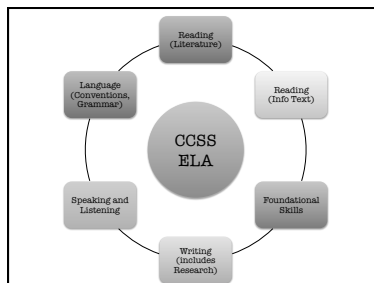 Reading
(Literature)
Reading
(Info Text)
Foundational
Skills
Writing
(includes
Research)
Speaking and
Listening
Language
(Conventions,
Grammar)
CCSS
ELA